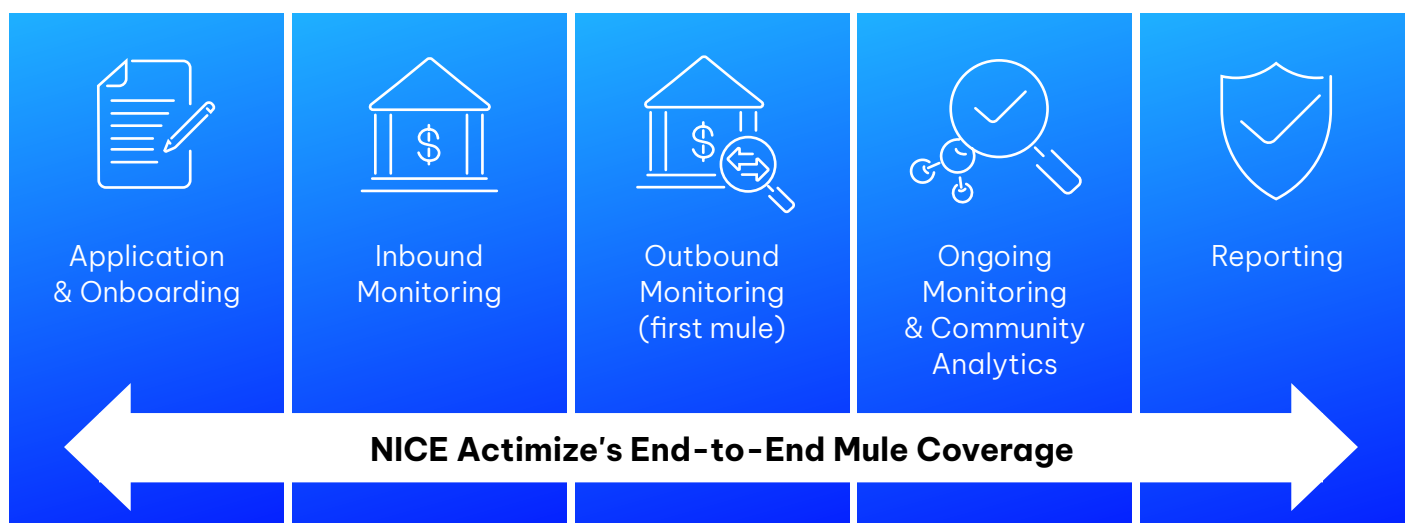 Application
& Onboarding
Inbound
Monitoring
$
Outbound
Monitoring
(first mule)
$
Ongoing
Monitoring
& Community
Analytics
Reporting
NICE Actimize's End-to-End Mule Coverage